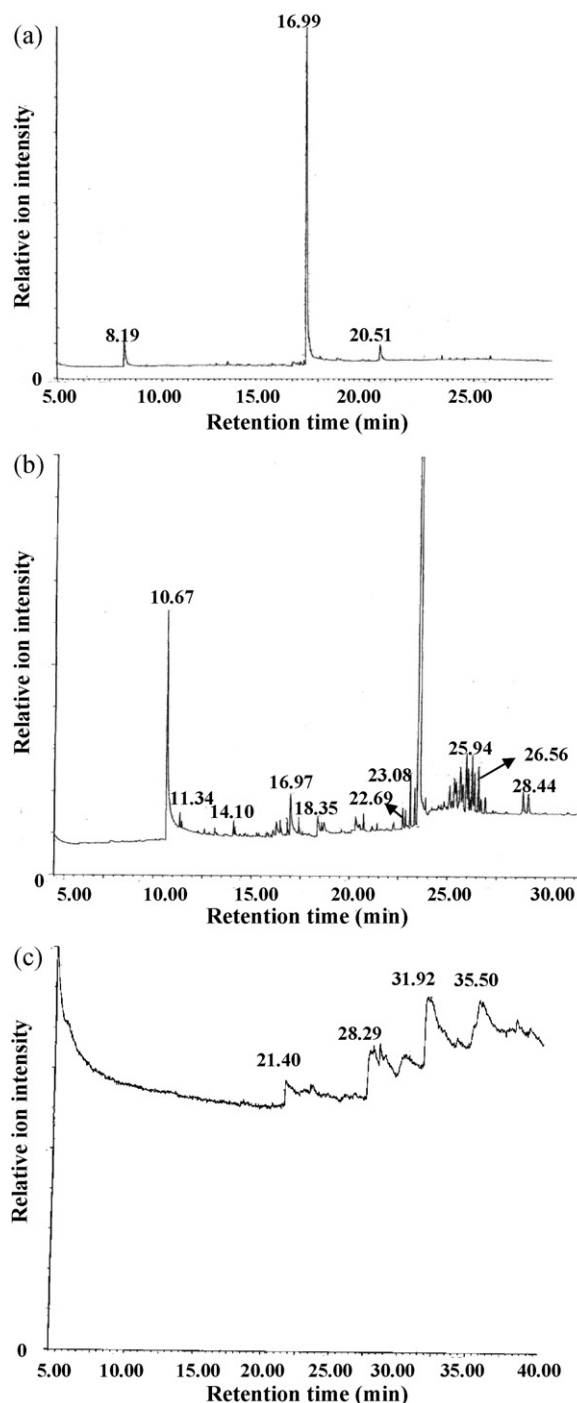 (a)
16.99
8.19
20.51
Relative ion intensity
0
5.00 10.00 15.00 20.00 25.00
Retention time (min)
(b)
10.67
11.34
14.10
16.97
18.35
22.69
23.08
25.94
26.56
28.44
Relative ion intensity
0
5.00 10.00 15.00 20.00 25.00 30.00
Retention time (min)
(c)
21.40
28.29
31.92
35.50
Relative ion intensity
0
5.00 10.00 15.00 20.00 25.00 30.00 35.00 40.00
Retention time (min)